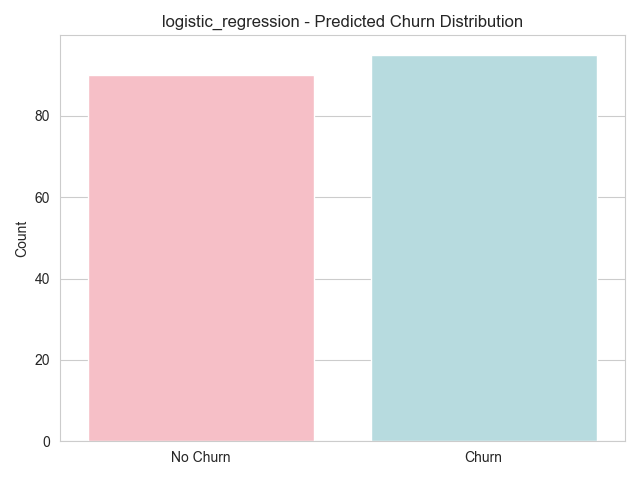 logistic_regression - Predicted Churn Distribution
80
60
40
20
0
Count
No Churn
Churn